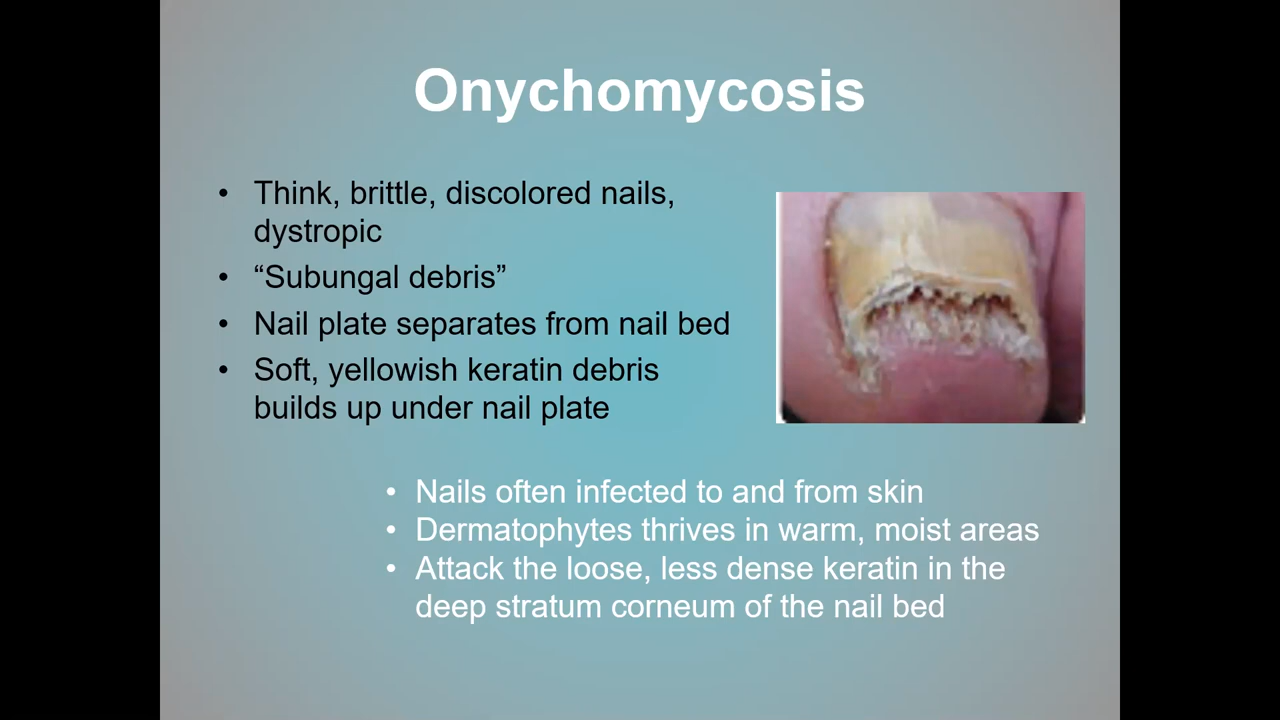 Onychomycosis
• Think, brittle, discolored nails,
dystropic
• “Subungal debris”
• Nail plate separates from nail bed
• Soft, yellowish keratin debris
builds up under nail plate
• Nails often infected to and from skin
• Dermatophytes thrives in warm, moist areas
• Attack the loose, less dense keratin in the
deep stratum corneum of the nail bed